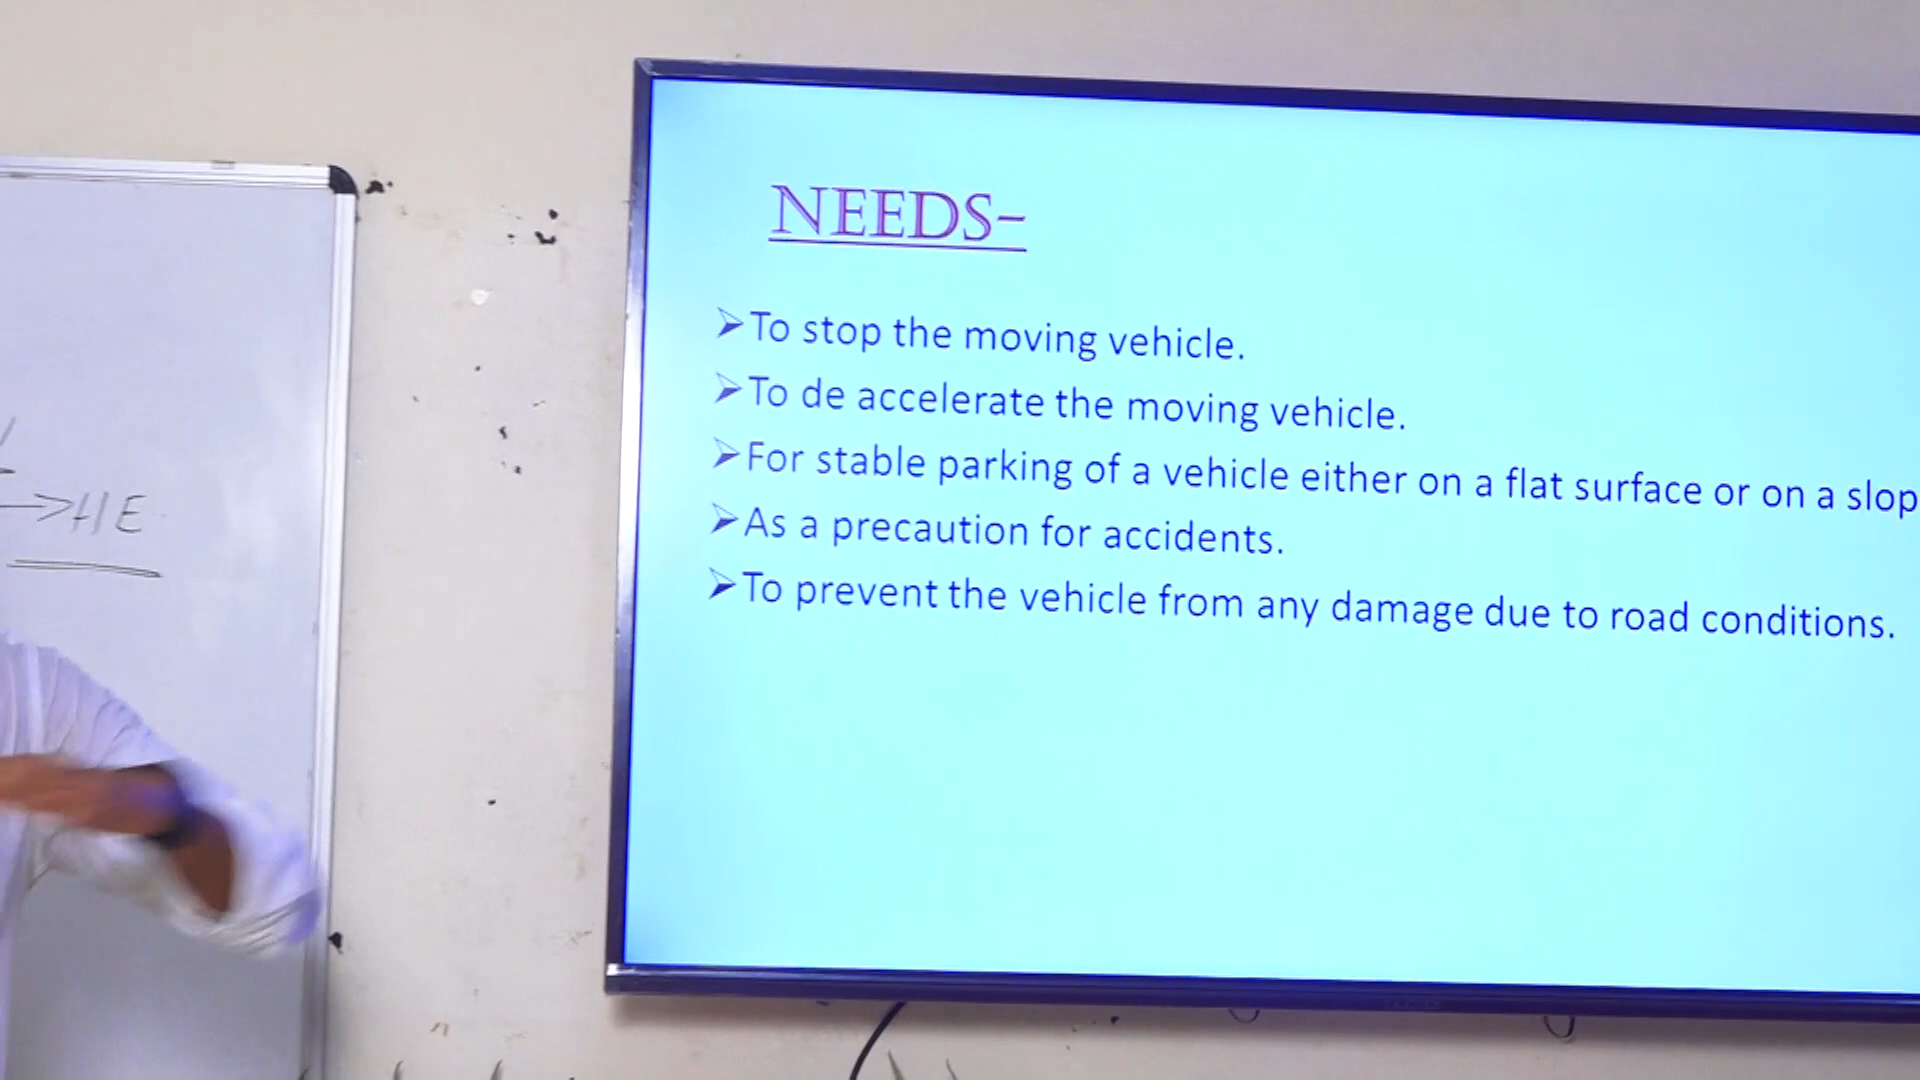 NEEDS-
➢To stop the moving vehicle.
➢To de accelerate the moving vehicle.
➢For stable parking of a vehicle either on a flat surface or on a slop
➢As a precaution for accidents.
➢To prevent the vehicle from any damage due to road conditions.
→HE